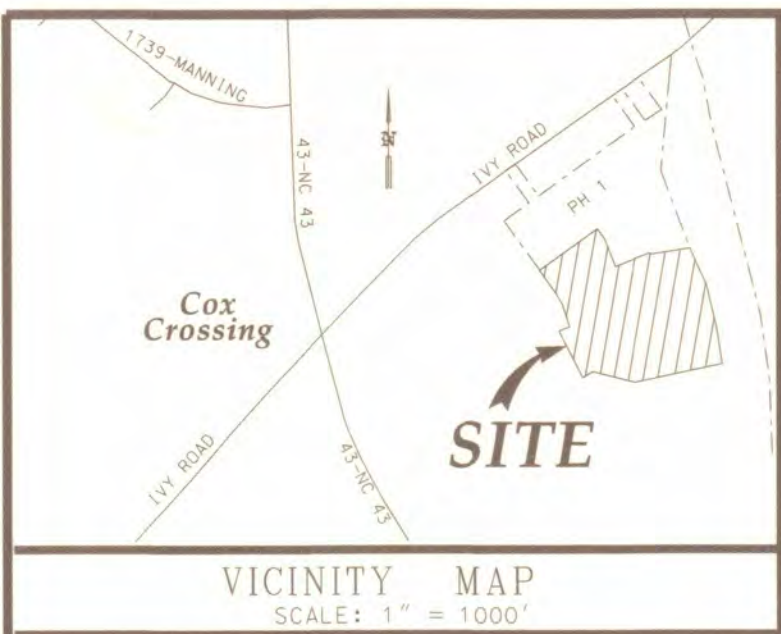 1739-MANNING
43-NC 43
N
IVY ROAD
PH 1
Cox
Crossing
SITE
IVY ROAD
43-NC 43
VICINITY MAP
SCALE: 1" = 1000'